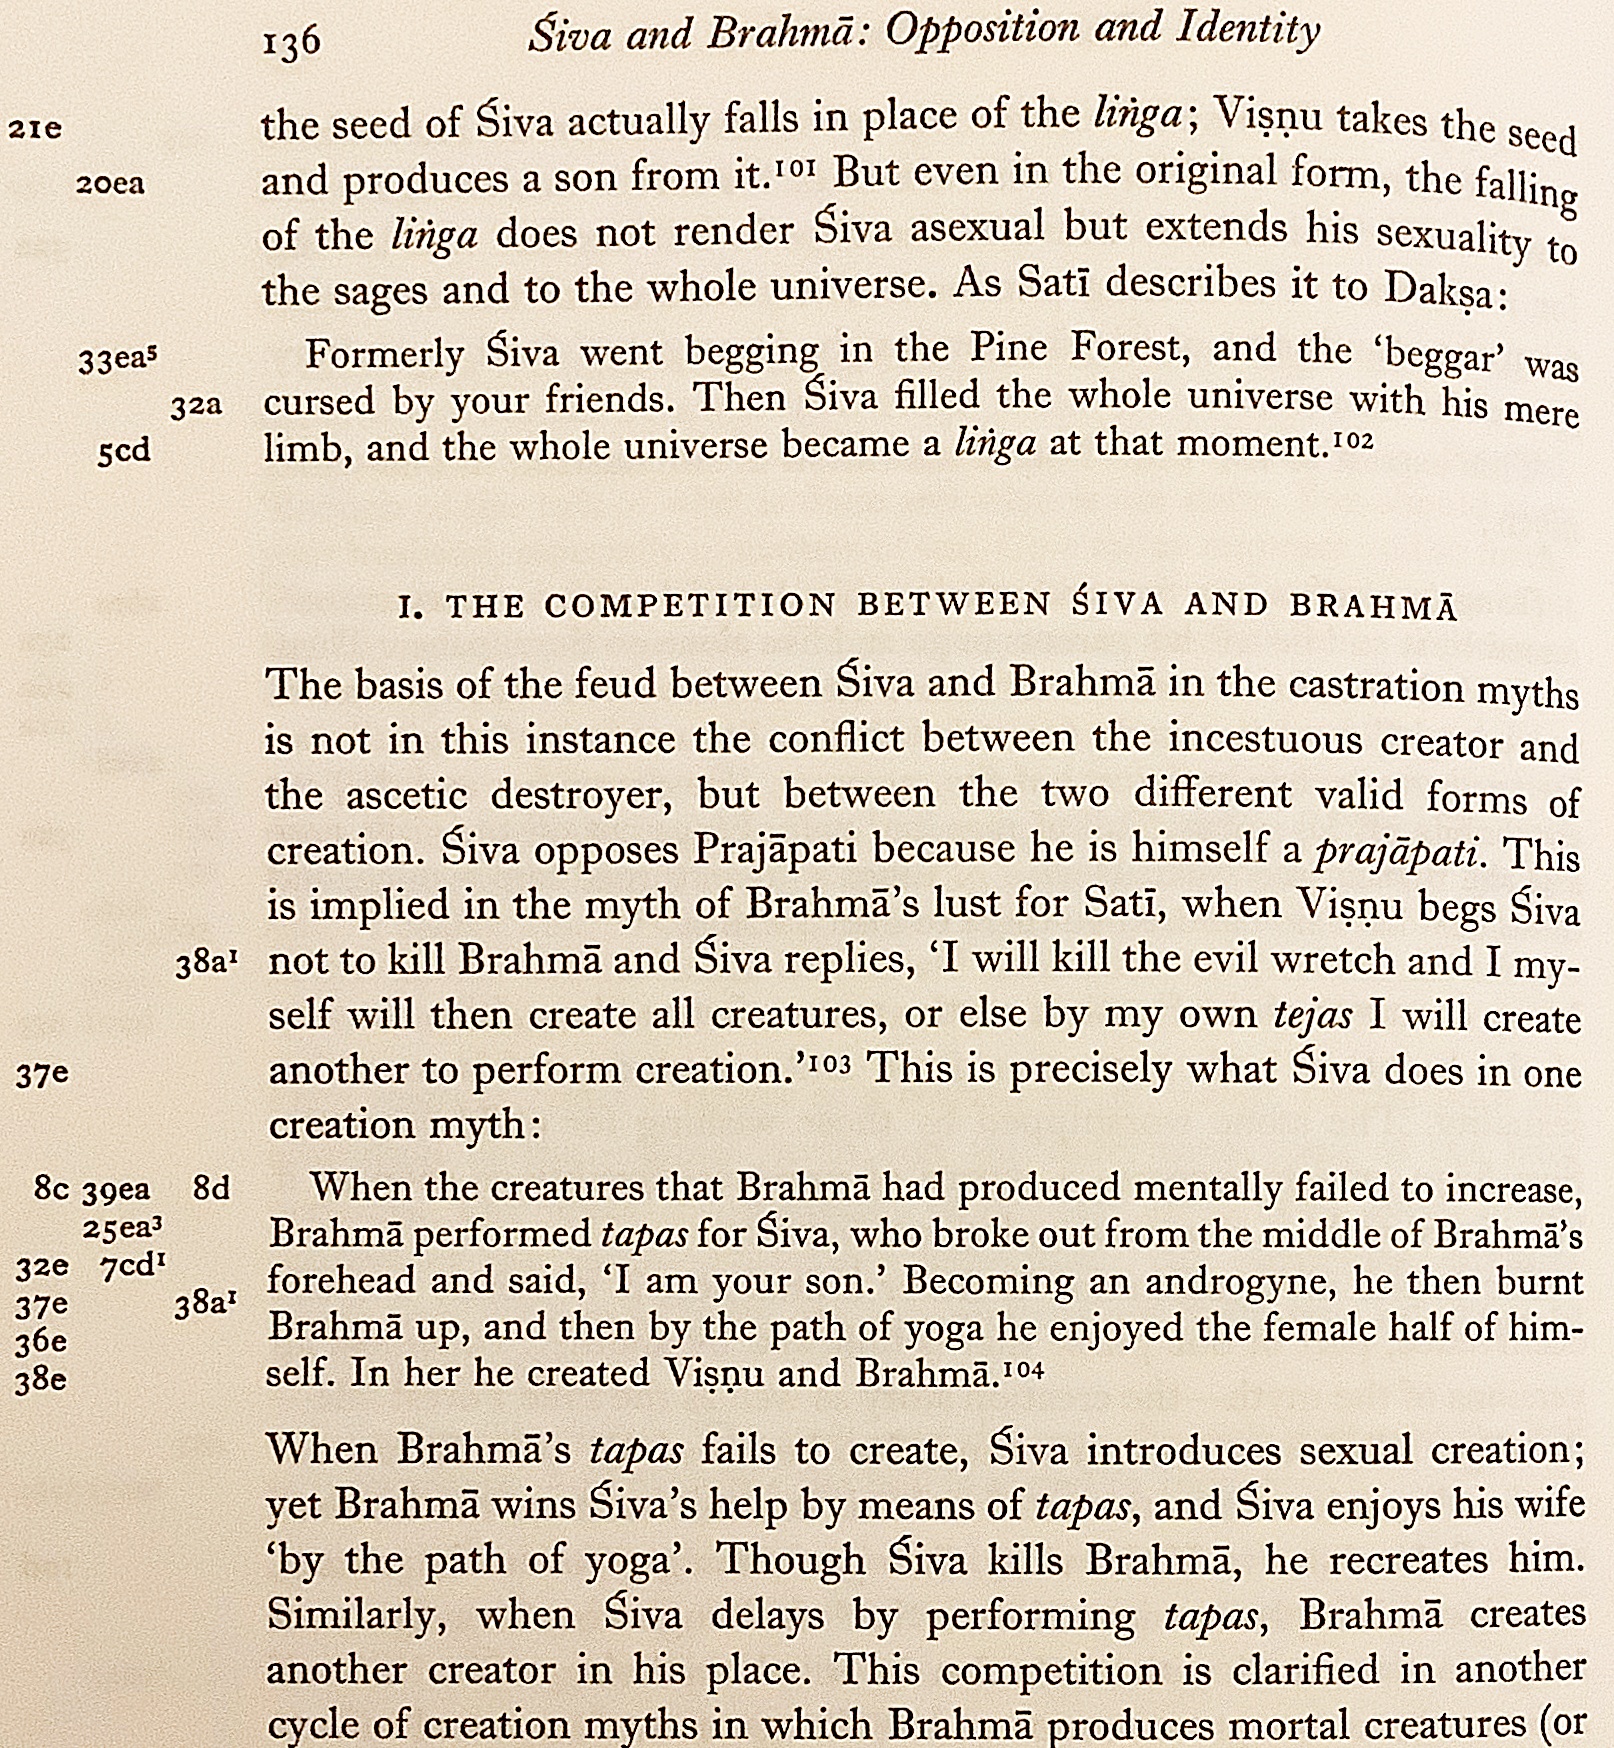 136 Śiva and Brahmā: Opposition and Identity
21e the seed of Śiva actually falls in place of the liṅga; Viṣṇu takes the seed
20ea and produces a son from it.¹⁰¹ But even in the original form, the falling
of the liṅga does not render Śiva asexual but extends his sexuality to
the sages and to the whole universe. As Satī describes it to Dakṣa:
33ea⁵ Formerly Śiva went begging in the Pine Forest, and the ‘beggar’ was
32a cursed by your friends. Then Śiva filled the whole universe with his mere
5cd limb, and the whole universe became a liṅga at that moment.¹⁰²
I. THE COMPETITION BETWEEN ŚIVA AND BRAHMĀ
The basis of the feud between Śiva and Brahmā in the castration myths
is not in this instance the conflict between the incestuous creator and
the ascetic destroyer, but between the two different valid forms of
creation. Śiva opposes Prajāpati because he is himself a prajāpati. This
is implied in the myth of Brahmā’s lust for Satī, when Viṣṇu begs Śiva
38a¹ not to kill Brahmā and Śiva replies, ‘I will kill the evil wretch and I my-
self will then create all creatures, or else by my own tejas I will create
37e another to perform creation.’¹⁰³ This is precisely what Śiva does in one
creation myth:
8c 39ea 8d When the creatures that Brahmā had produced mentally failed to increase,
25ea³ Brahmā performed tapas for Śiva, who broke out from the middle of Brahmā’s
32e 7cd¹ forehead and said, ‘I am your son.’ Becoming an androgyne, he then burnt
37e 38a¹ Brahmā up, and then by the path of yoga he enjoyed the female half of him-
36e
38e self. In her he created Viṣṇu and Brahmā.¹⁰⁴
When Brahmā’s tapas fails to create, Śiva introduces sexual creation;
yet Brahmā wins Śiva’s help by means of tapas, and Śiva enjoys his wife
‘by the path of yoga’. Though Śiva kills Brahmā, he recreates him.
Similarly, when Śiva delays by performing tapas, Brahmā creates
another creator in his place. This competition is clarified in another
cycle of creation myths in which Brahmā produces mortal creatures (or